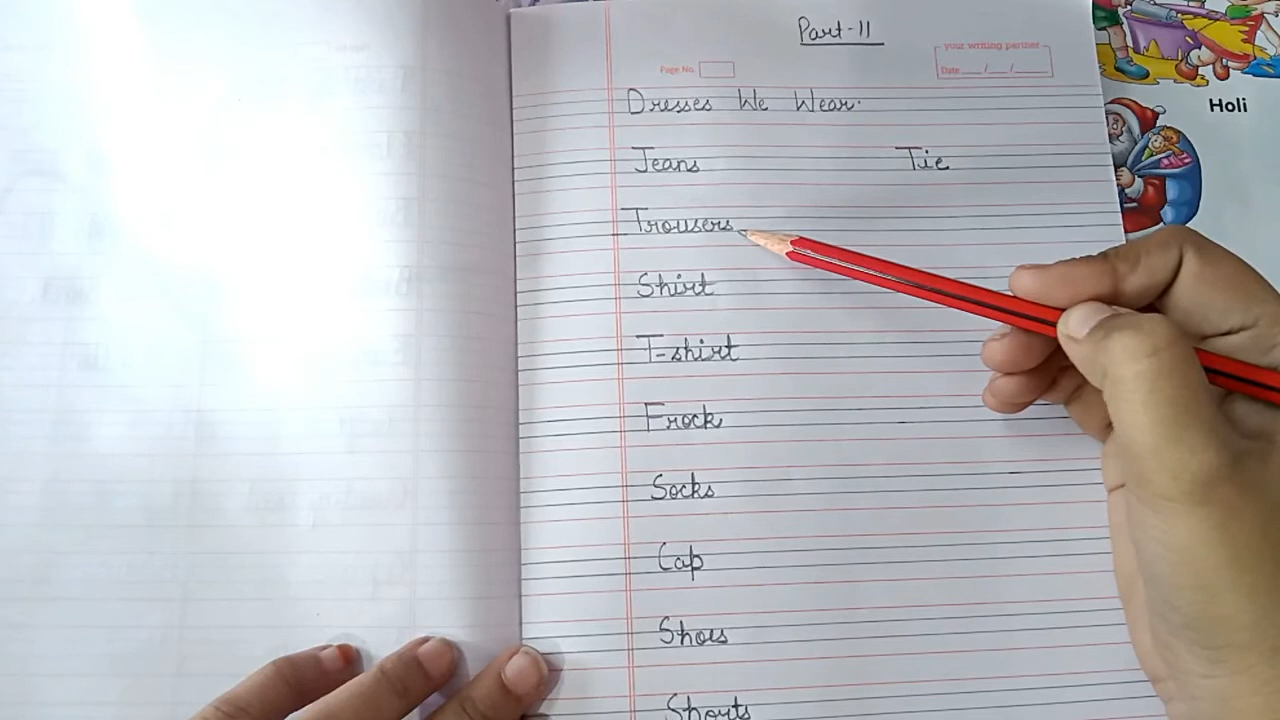 Part-11
your writing partner
Page No.
Date / /
Holi
Dresses We Wear.
Jeans Tie
Trousers
Shirt
T-shirt
Frock
Socks
Cap
Shoes
Shorts